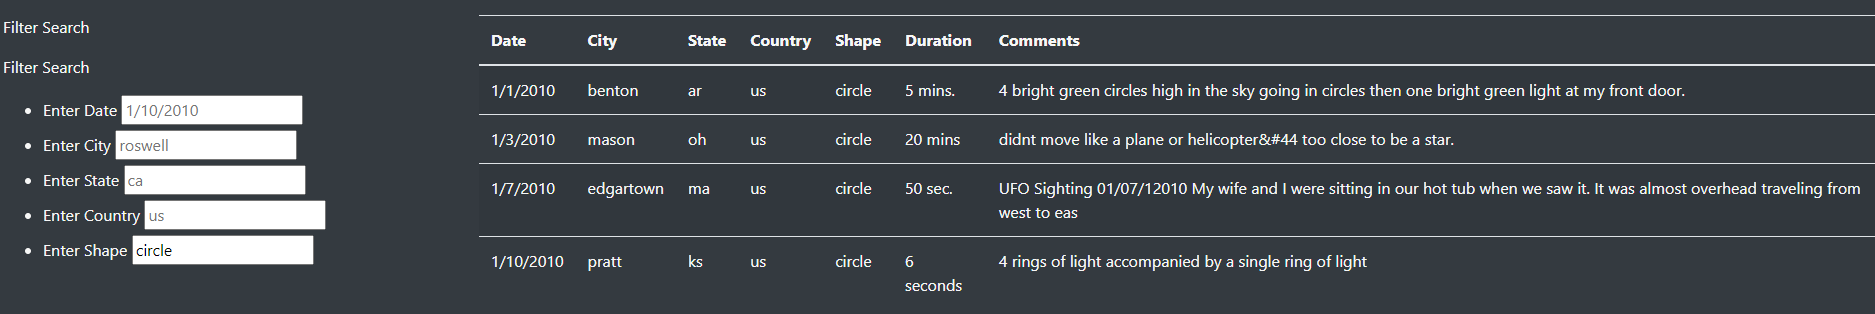 Filter Search
Filter Search
Enter Date 1/10/2010
Enter City roswell
Enter State ca
Enter Country us
Enter Shape circle
Date City State Country Shape Duration Comments
1/1/2010 benton ar us circle 5 mins. 4 bright green circles high in the sky going in circles then one bright green light at my front door.
1/3/2010 mason oh us circle 20 mins didnt move like a plane or helicopter&#44 too close to be a star.
1/7/2010 edgartown ma us circle 50 sec. UFO Sighting 01/07/12010 My wife and I were sitting in our hot tub when we saw it. It was almost overhead traveling from
west to eas
1/10/2010 pratt ks us circle 6 4 rings of light accompanied by a single ring of light
seconds